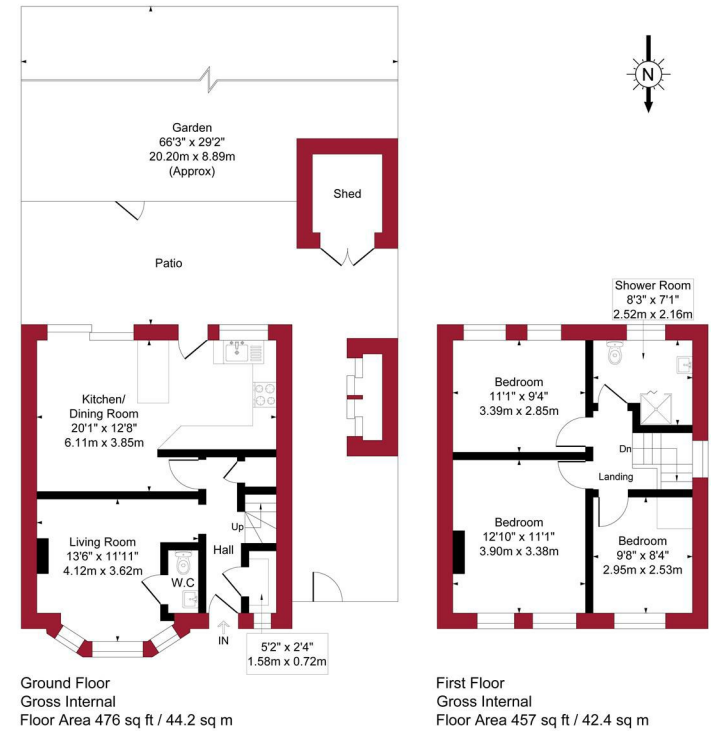 N
Garden
66'3" x 29'2"
20.20m x 8.89m
(Approx)
Shed
Patio
Kitchen/
Dining Room
20'1" x 12'8"
6.11m x 3.85m
Living Room
13'6" x 11'11"
4.12m x 3.62m
W.C
Up
Hall
IN
5'2" x 2'4"
1.58m x 0.72m
Ground Floor
Gross Internal
Floor Area 476 sq ft / 44.2 sq m
Shower Room
8'3" x 7'1"
2.52m x 2.16m
Bedroom
11'1" x 9'4"
3.39m x 2.85m
Dn
Landing
Bedroom
12'10" x 11'1"
3.90m x 3.38m
Bedroom
9'8" x 8'4"
2.95m x 2.53m
First Floor
Gross Internal
Floor Area 457 sq ft / 42.4 sq m